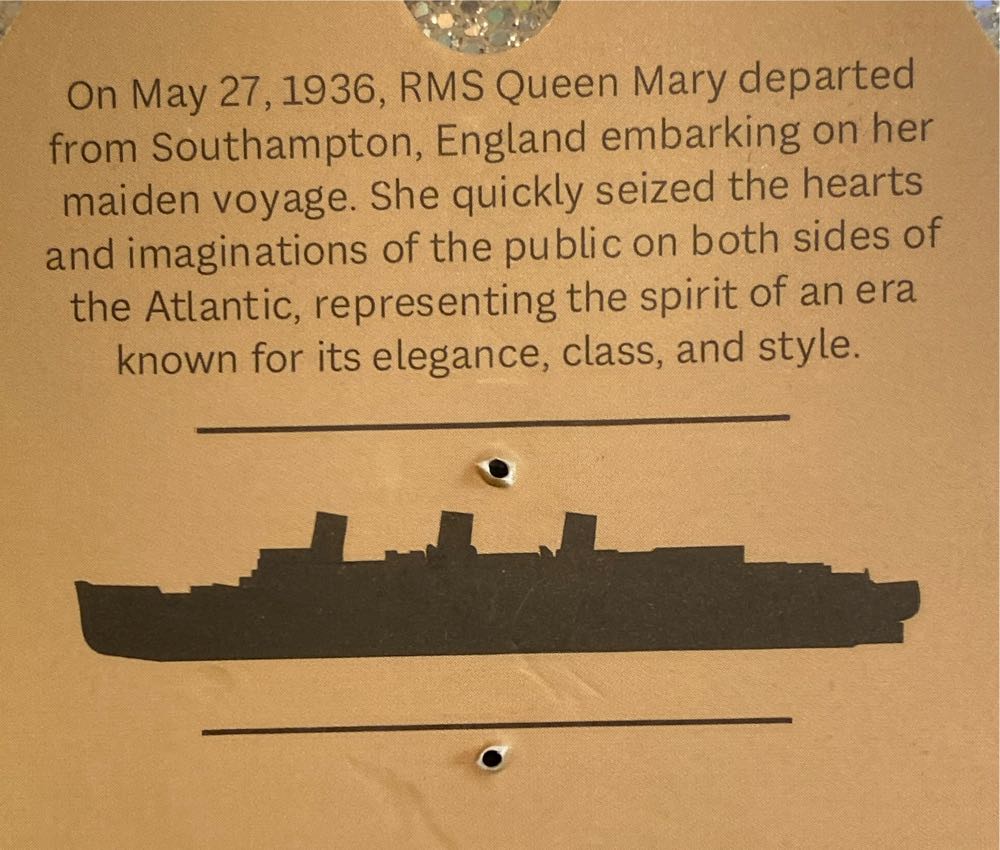 On May 27, 1936, RMS Queen Mary departed
from Southampton, England embarking on her
maiden voyage. She quickly seized the hearts
and imaginations of the public on both sides of
the Atlantic, representing the spirit of an era
known for its elegance, class, and style.